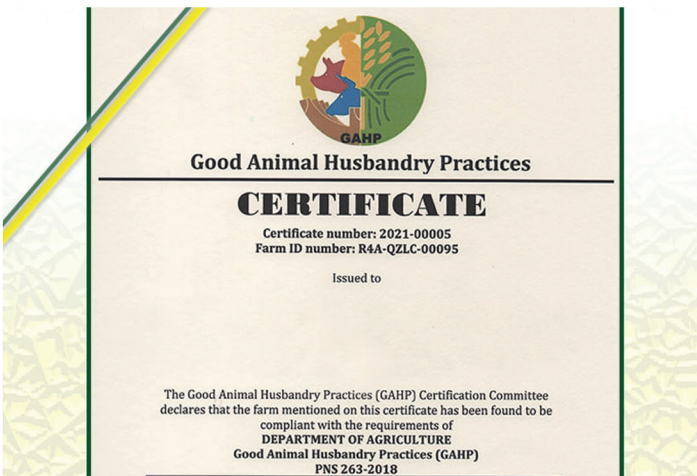 GAHP
Good Animal Husbandry Practices
CERTIFICATE
Certificate number: 2021-00005
Farm ID number: R4A-QZLC-00095
Issued to
The Good Animal Husbandry Practices (GAHP) Certification Committee
declares that the farm mentioned on this certificate has been found to be
compliant with the requirements of
DEPARTMENT OF AGRICULTURE
Good Animal Husbandry Practices (GAHP)
PNS 263-2018